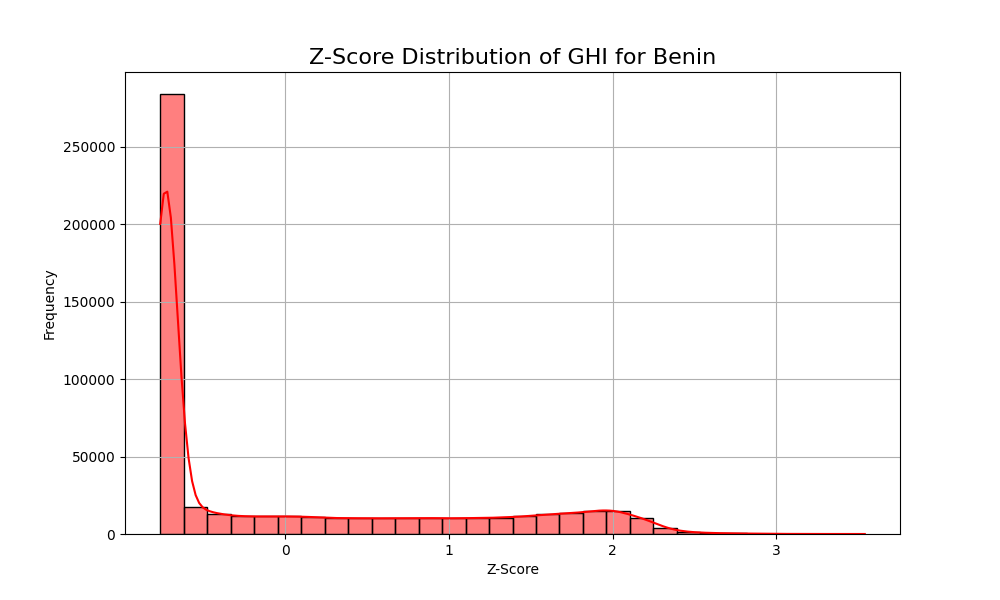 Z-Score Distribution of GHI for Benin
Frequency
250000
200000
150000
100000
50000
0
0 1 2 3
Z-Score